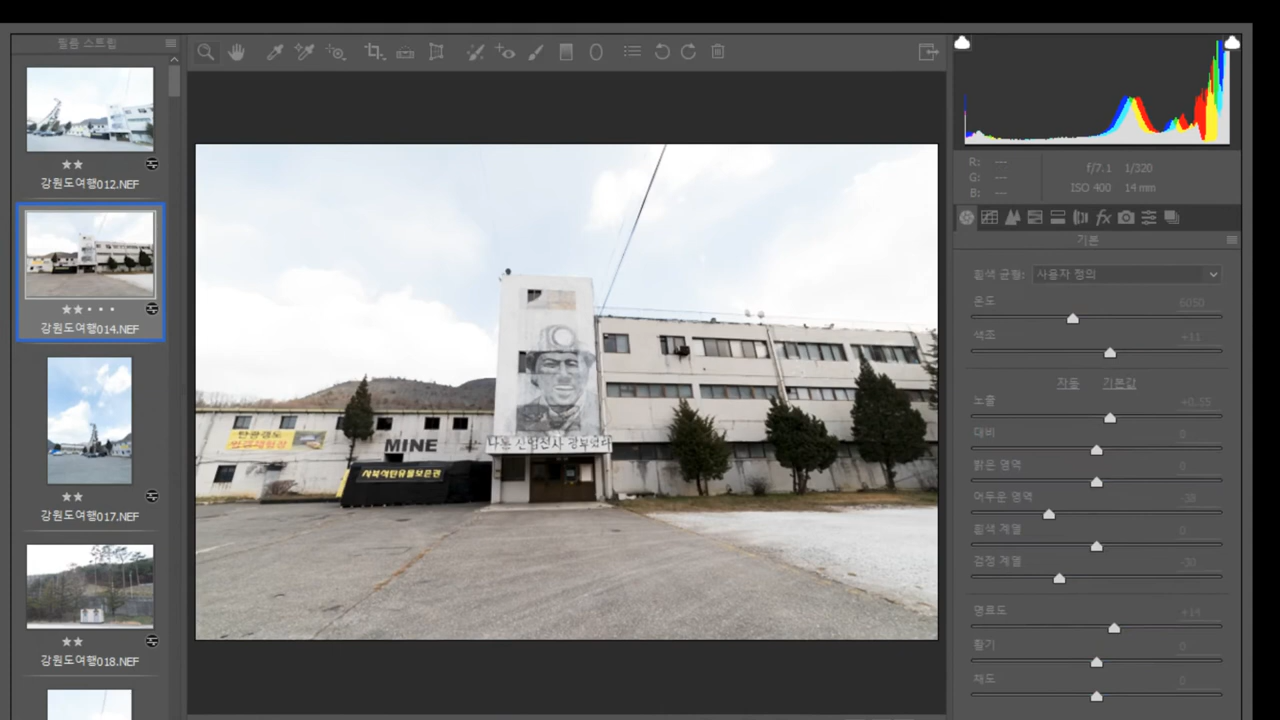 필름 스트립
강원도여행012.NEF
강원도여행014.NEF
강원도여행017.NEF
강원도여행018.NEF
탄광경도
MINE
사북석탄유물보존관
나는 산업전사 광부였다
R: ---
G: ---
B: ---
f/7.1 1/320
ISO 400 14 mm
fx
기본
흰색 균형: 사용자 정의
온도 6050
색조 +11
자동 기본값
노출 +0.55
대비 0
밝은 영역 0
어두운 영역 -38
흰색 계열 0
검정 계열 -30
명료도 +14
활기 0
채도 0